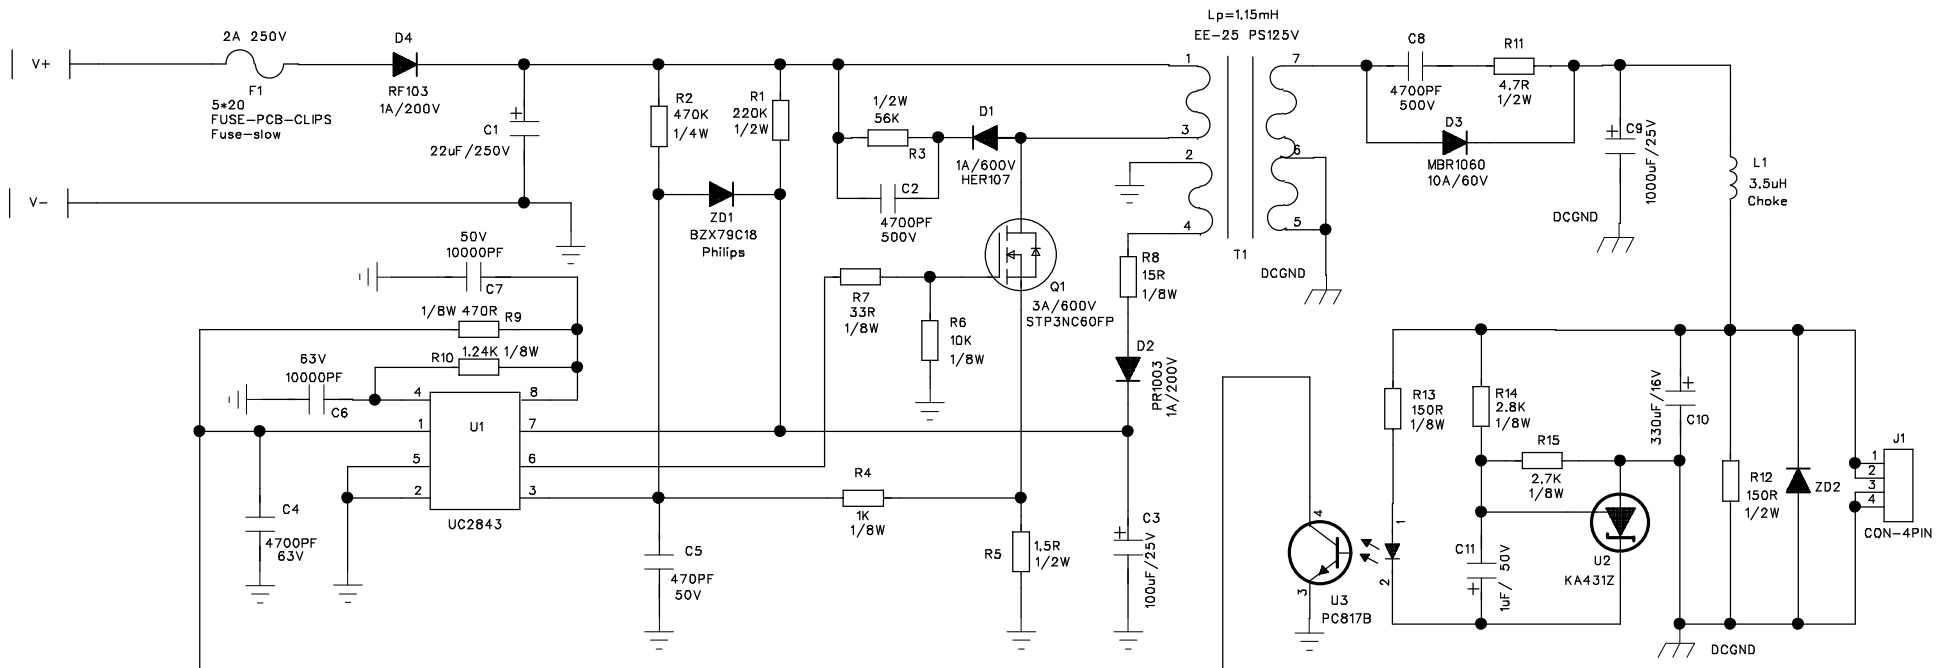 V+
2A 250V
F1
5*20
FUSE-PCB-CLIPS
Fuse-slow
D4
RF103
1A/200V
C1
22uF/250V
V-
R2
470K
1/4W
R1
220K
1/2W
ZD1
BZX79C18
Philips
1/2W
56K
R3
C2
4700PF
500V
D1
1A/600V
HER107
Lp=1.15mH
EE-25 PS125V
1
3
2
4
7
6
5
T1
DCGND
C8
4700PF
500V
R11
4.7R
1/2W
D3
MBR1060
10A/60V
C9
1000uF/25V
DCGND
L1
3.5uH
Choke
50V
10000PF
C7
1/8W 470R
R9
R10
1.24K 1/8W
63V
10000PF
C6
4
8
1
7
5
6
2
3
U1
UC2843
C4
4700PF
63V
R7
33R
1/8W
R6
10K
1/8W
Q1
3A/600V
STP3NC60FP
R8
15R
1/8W
D2
PR1003
1A/200V
R4
1K
1/8W
C5
470PF
50V
R5
1.5R
1/2W
C3
100uF/25V
4
3
U3
PC817B
1
2
R13
150R
1/8W
R14
2.8K
1/8W
R15
2.7K
1/8W
C11
1uF/ 50V
U2
KA431Z
330uF/16V
C10
R12
150R
1/2W
ZD2
J1
1
2
3
4
CON-4PIN
DCGND